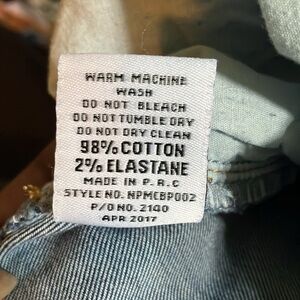 WARM MACHINE
WASH
DO NOT BLEACH
DO NOT TUMBLE DRY
DO NOT DRY CLEAN
98% COTTON
2% ELASTANE
MADE IN P.R.C
STYLE NO. NPMCBP002
P/O NO. 2140
APR 2017